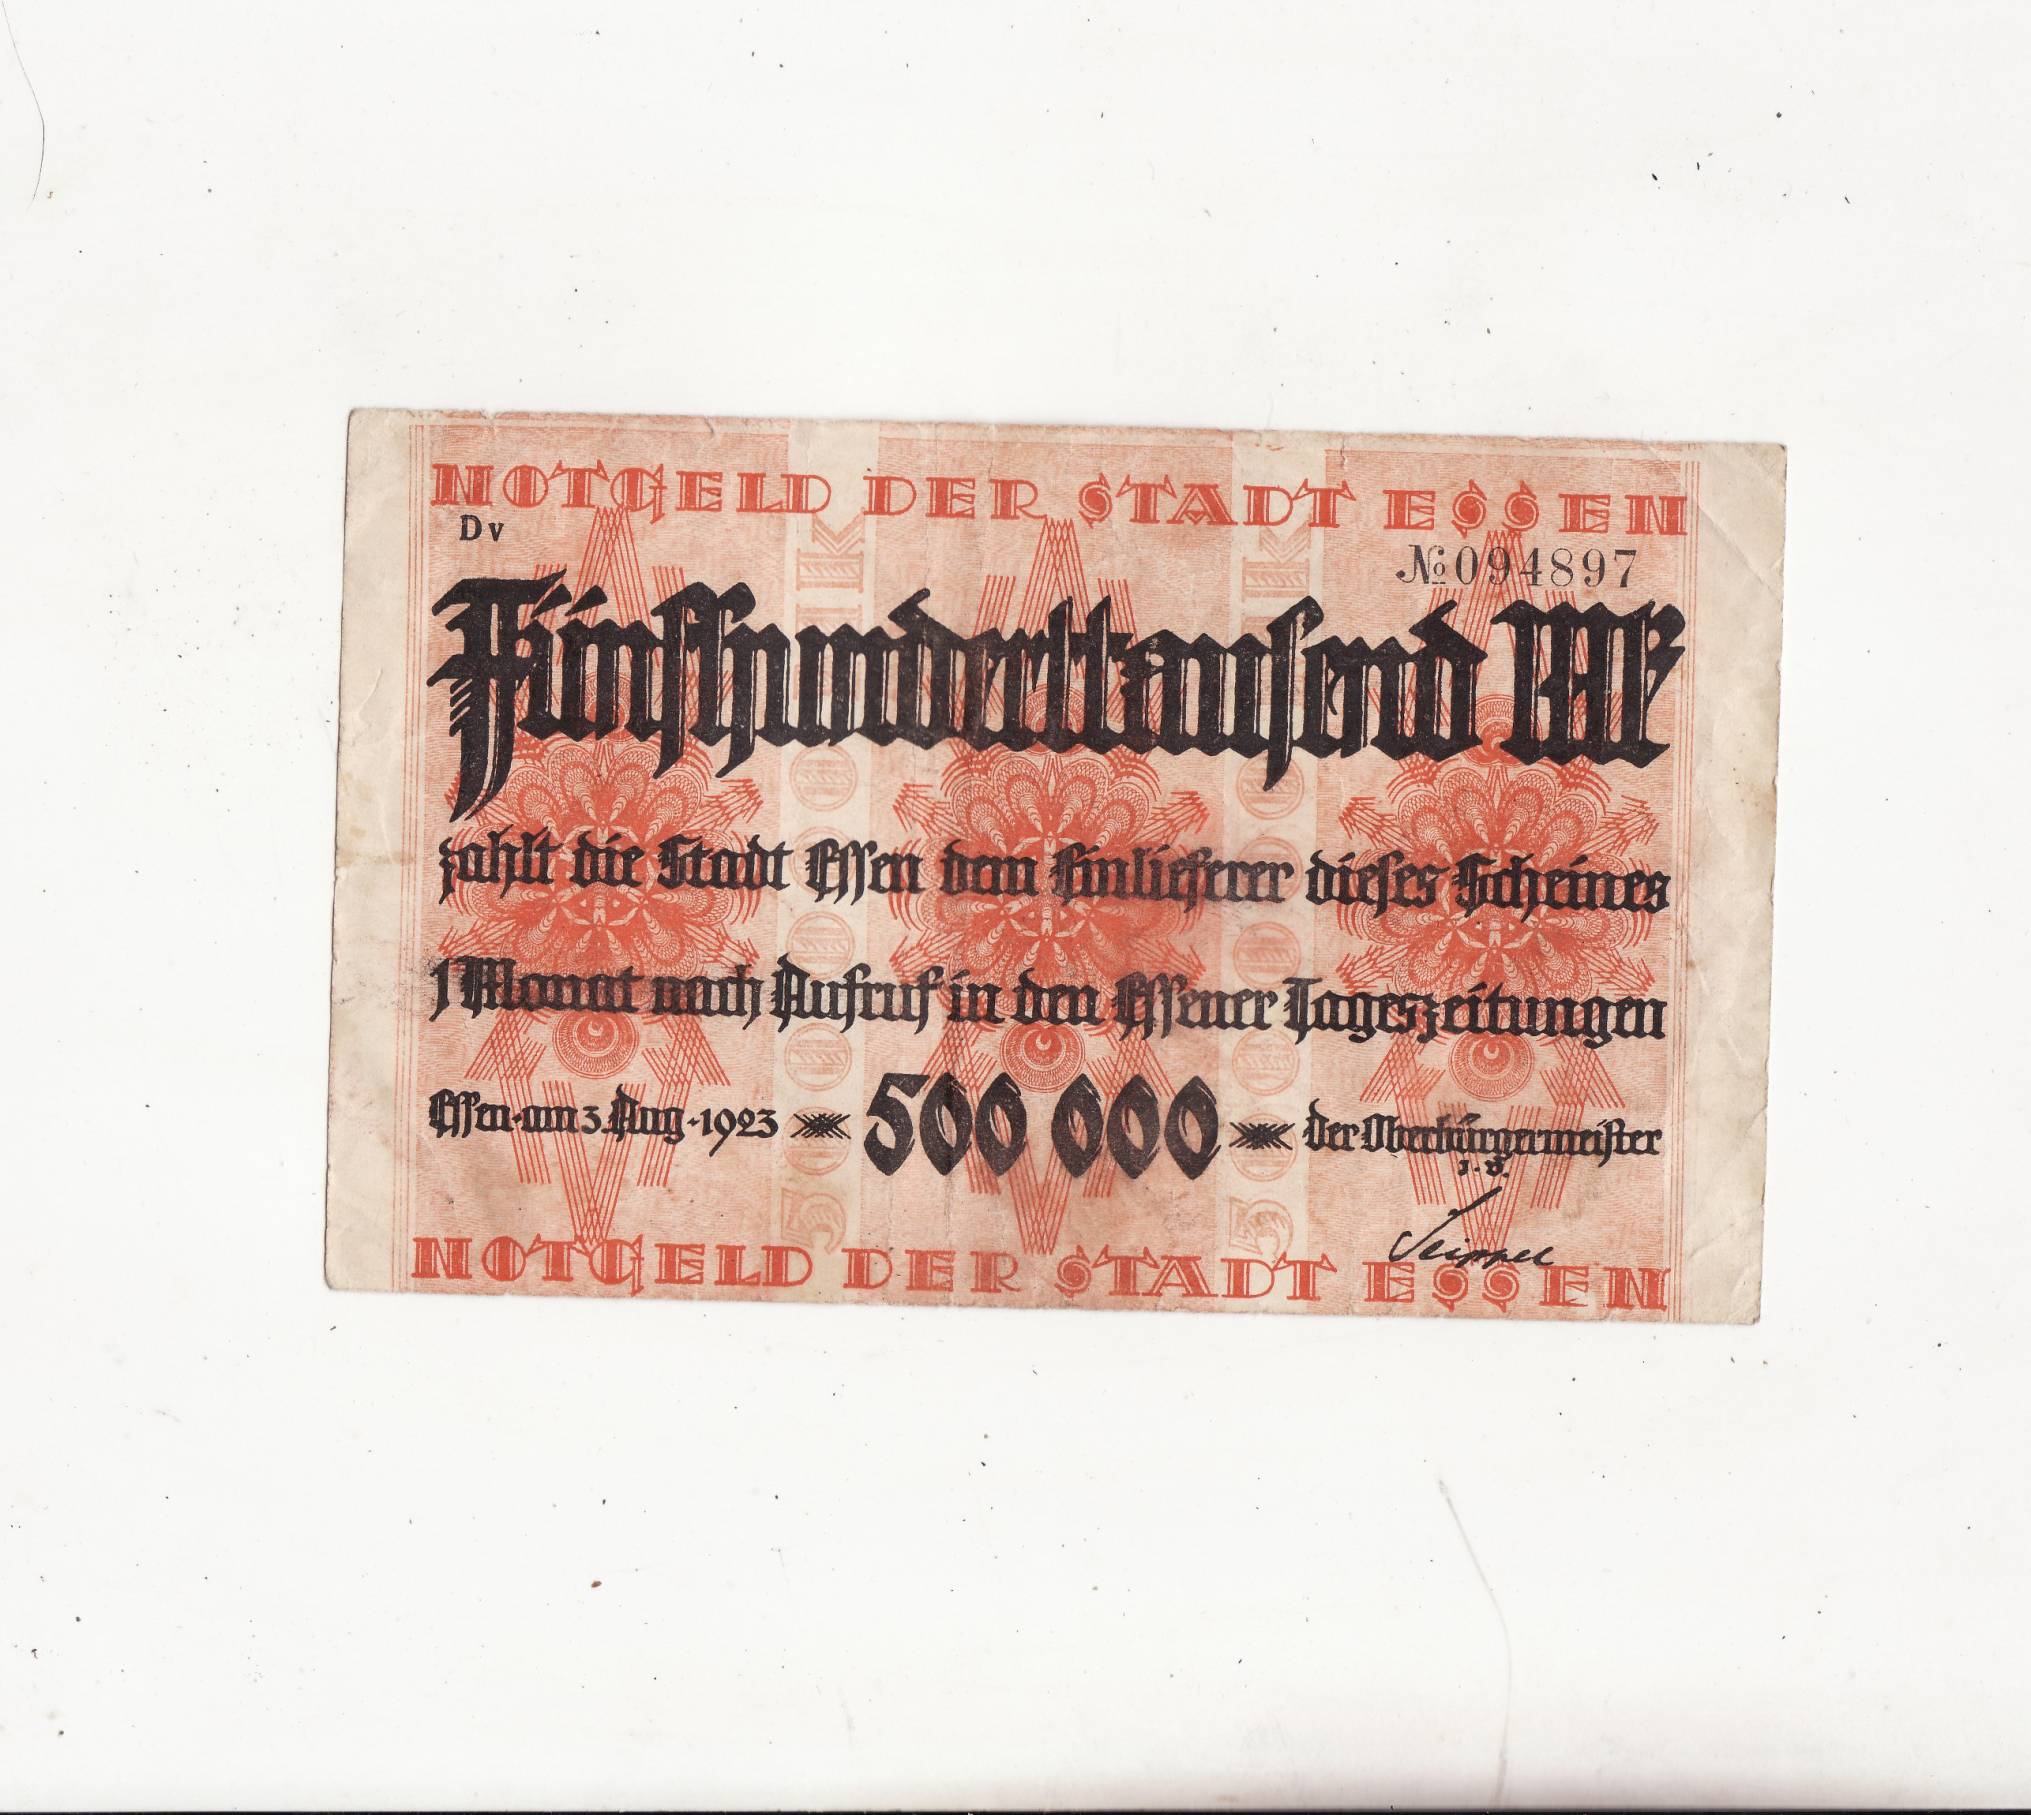 NOTGELD DER STADT ESSEN
Dv
№ 094897
Fünfhunderttausend Mk
zahlt die Stadt Essen dem Einlieferer dieses Scheines
1 Monat nach Aufruf in den Essener Tageszeitungen
Essen · am 3. Aug · 1923 500 000 der Oberbürgermeister
I. V.
NOTGELD DER STADT ESSEN